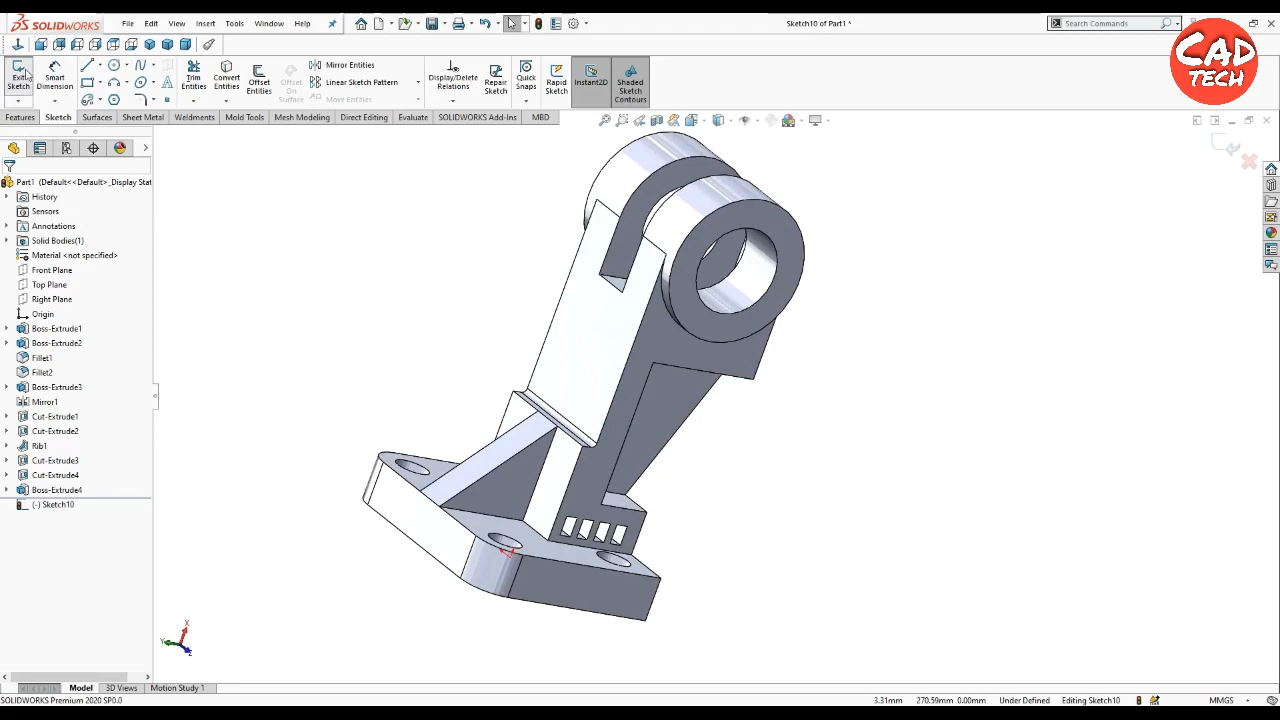 SOLIDWORKS File Edit View Insert Tools Window Help Sketch10 of Part1 * Search Commands
CAD
TECH
Exit Sketch Smart Dimension Trim Entities Convert Entities Offset Entities Offset On Surface Mirror Entities Linear Sketch Pattern Move Entities Display/Delete Relations Repair Sketch Quick Snaps Rapid Sketch Instant2D Shaded Sketch Contours
Features Sketch Surfaces Sheet Metal Weldments Mold Tools Mesh Modeling Direct Editing Evaluate SOLIDWORKS Add-Ins MBD
Part1 (Default<<Default>_Display Stat
History
Sensors
Annotations
Solid Bodies(1)
Material <not specified>
Front Plane
Top Plane
Right Plane
Origin
Boss-Extrude1
Boss-Extrude2
Fillet1
Fillet2
Boss-Extrude3
Mirror1
Cut-Extrude1
Cut-Extrude2
Rib1
Cut-Extrude3
Cut-Extrude4
Boss-Extrude4
(-) Sketch10
X
Y
Z
Model 3D Views Motion Study 1
SOLIDWORKS Premium 2020 SP0.0 3.31mm 270.59mm 0.00mm Under Defined Editing Sketch10 MMGS